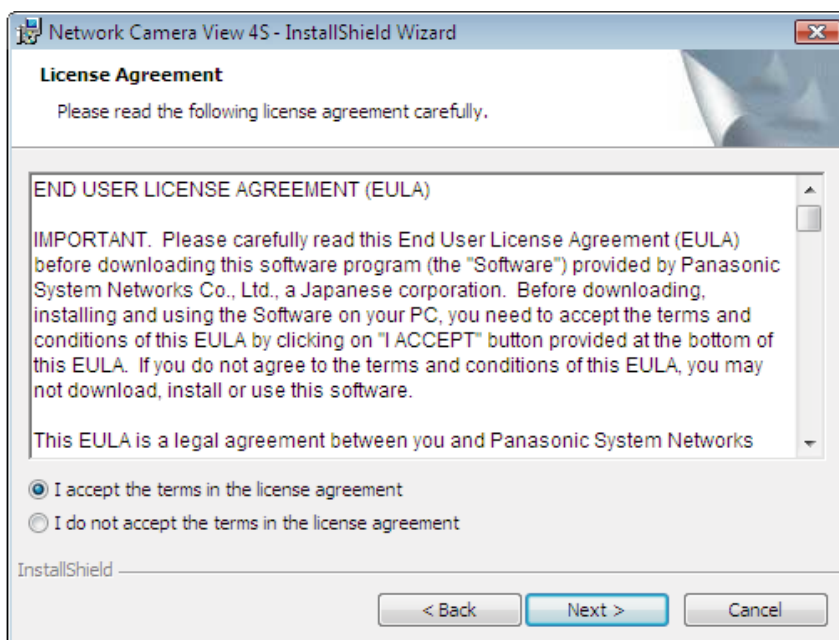 Network Camera View 4S - InstallShield Wizard
License Agreement
Please read the following license agreement carefully.
END USER LICENSE AGREEMENT (EULA)
IMPORTANT.  Please carefully read this End User License Agreement (EULA)
before downloading this software program (the "Software") provided by Panasonic
System Networks Co., Ltd., a Japanese corporation.  Before downloading,
installing and using the Software on your PC, you need to accept the terms and
conditions of this EULA by clicking on "I ACCEPT" button provided at the bottom of
this EULA.  If you do not agree to the terms and conditions of this EULA, you may
not download, install or use this software.
This EULA is a legal agreement between you and Panasonic System Networks
I accept the terms in the license agreement
I do not accept the terms in the license agreement
InstallShield
< Back
Next >
Cancel